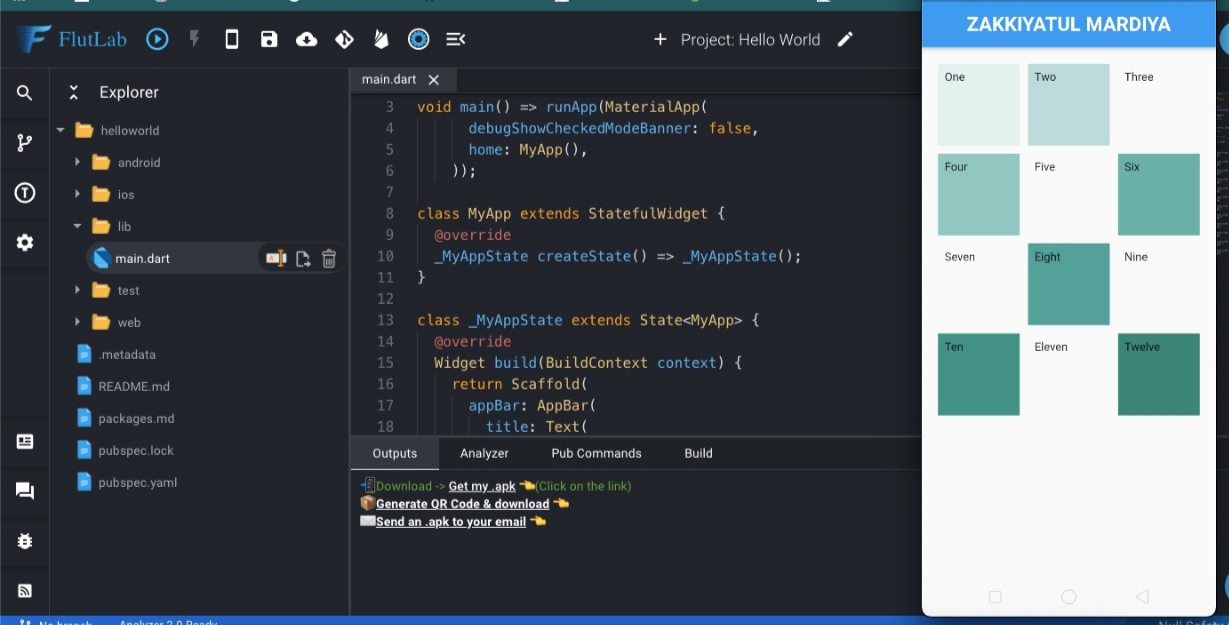 FlutLab
Project: Hello World
ZAKKIYATUL MARDIYA
Explorer
helloworld
android
ios
lib
main.dart
test
web
.metadata
README.md
packages.md
pubspec.lock
pubspec.yaml
main.dart
3 void main() => runApp(MaterialApp(
4 debugShowCheckedModeBanner: false,
5 home: MyApp(),
6 ));
7
8 class MyApp extends StatefulWidget {
9 @override
10 _MyAppState createState() => _MyAppState();
11 }
12
13 class _MyAppState extends State<MyApp> {
14 @override
15 Widget build(BuildContext context) {
16 return Scaffold(
17 appBar: AppBar(
18 title: Text(
Outputs Analyzer Pub Commands Build
Download -> Get my .apk (Click on the link)
Generate QR Code & download
Send an .apk to your email
One Two Three
Four Five Six
Seven Eight Nine
Ten Eleven Twelve
No branch
Analyzer 2.0 Ready
Null Safety